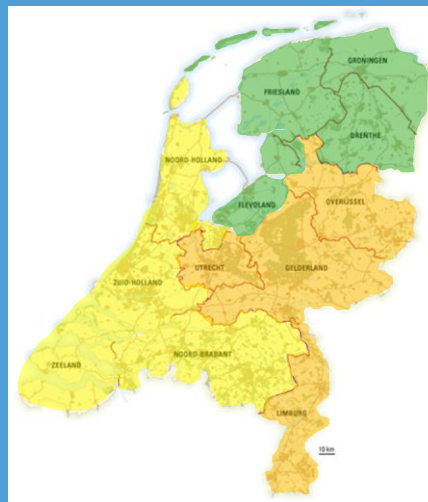 GRONINGEN
FRIESLAND
DRENTHE
NOORD-HOLLAND
OVERIJSSEL
FLEVOLAND
UTRECHT
GELDERLAND
ZUID-HOLLAND
NOORD-BRABANT
ZEELAND
LIMBURG
10 km